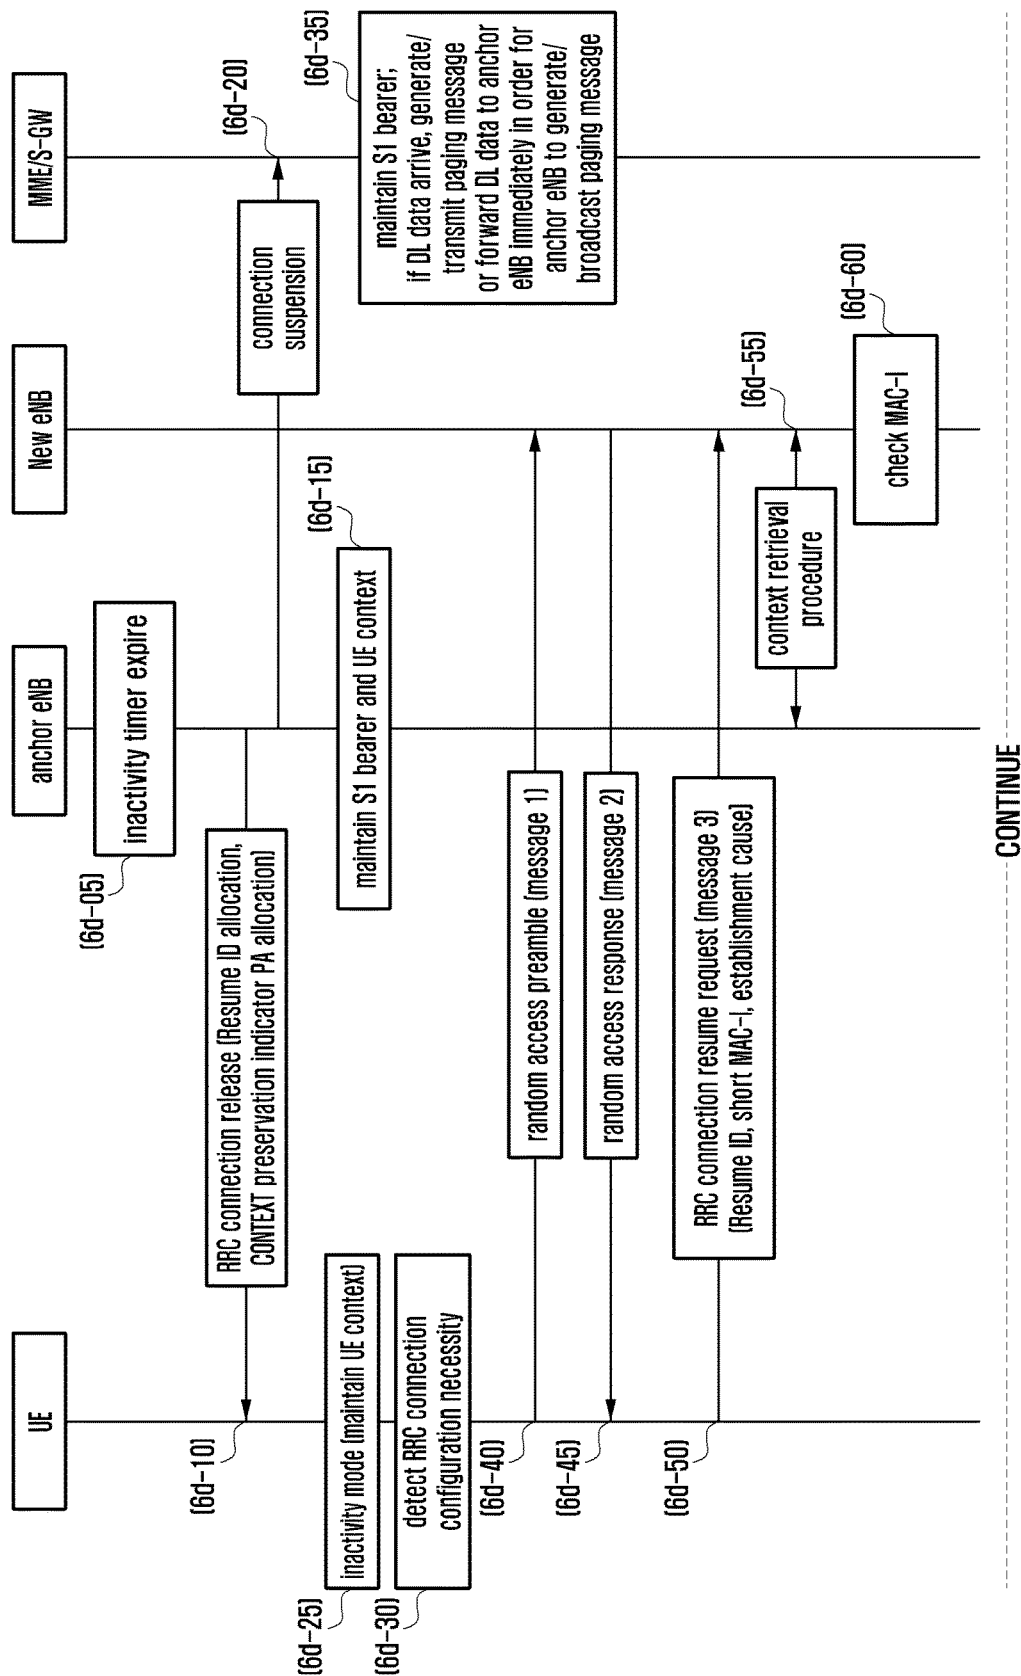 UE
anchor eNB
New eNB
MME/S-GW
(6d-05)
inactivity timer expire
(6d-10)
RRC connection release (Resume ID allocation,
CONTEXT preservation indicator PA allocation)
connection
suspension
(6d-20)
(6d-15)
maintain S1 bearer and UE context
(6d-25)
inactivity mode (maintain UE context)
(6d-30)
detect RRC connection
configuration necessity
(6d-35)
maintain S1 bearer;
if DL data arrive, generate/
transmit paging message
or forward DL data to anchor
eNB immediately in order for
anchor eNB to generate/
broadcast paging message
(6d-40)
random access preamble (message 1)
(6d-45)
random access response (message 2)
(6d-50)
RRC connection resume request (message 3)
(Resume ID, short MAC-I, establishment cause)
(6d-55)
context retrieval
procedure
(6d-60)
check MAC-I
CONTINUE